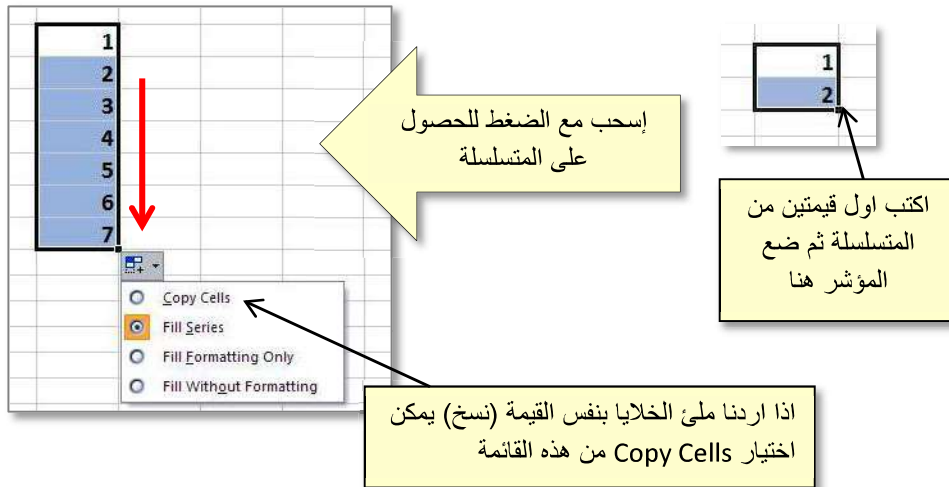 1
2
اكتب اول قيمتين من
المتسلسلة ثم ضع
المؤشر هنا
إسحب مع الضغط للحصول
على المتسلسلة
1
2
3
4
5
6
7
Copy Cells
Fill Series
Fill Formatting Only
Fill Without Formatting
اذا اردنا ملئ الخلايا بنفس القيمة (نسخ) يمكن
اختيار Copy Cells من هذه القائمة